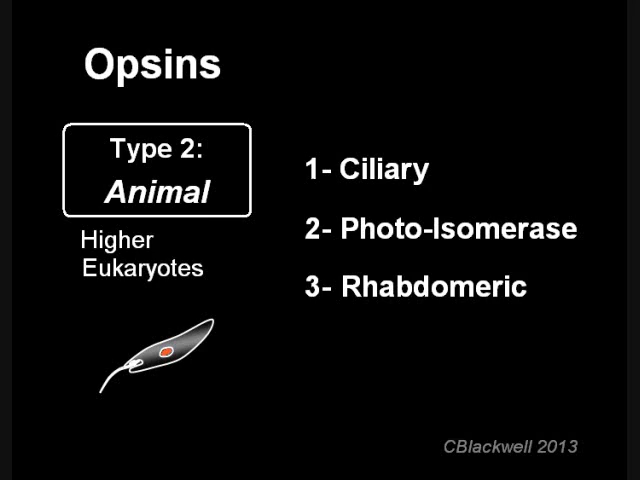 Opsins
Type 2:
Animal
Higher
Eukaryotes
1- Ciliary
2- Photo-Isomerase
3- Rhabdomeric
CBlackwell 2013